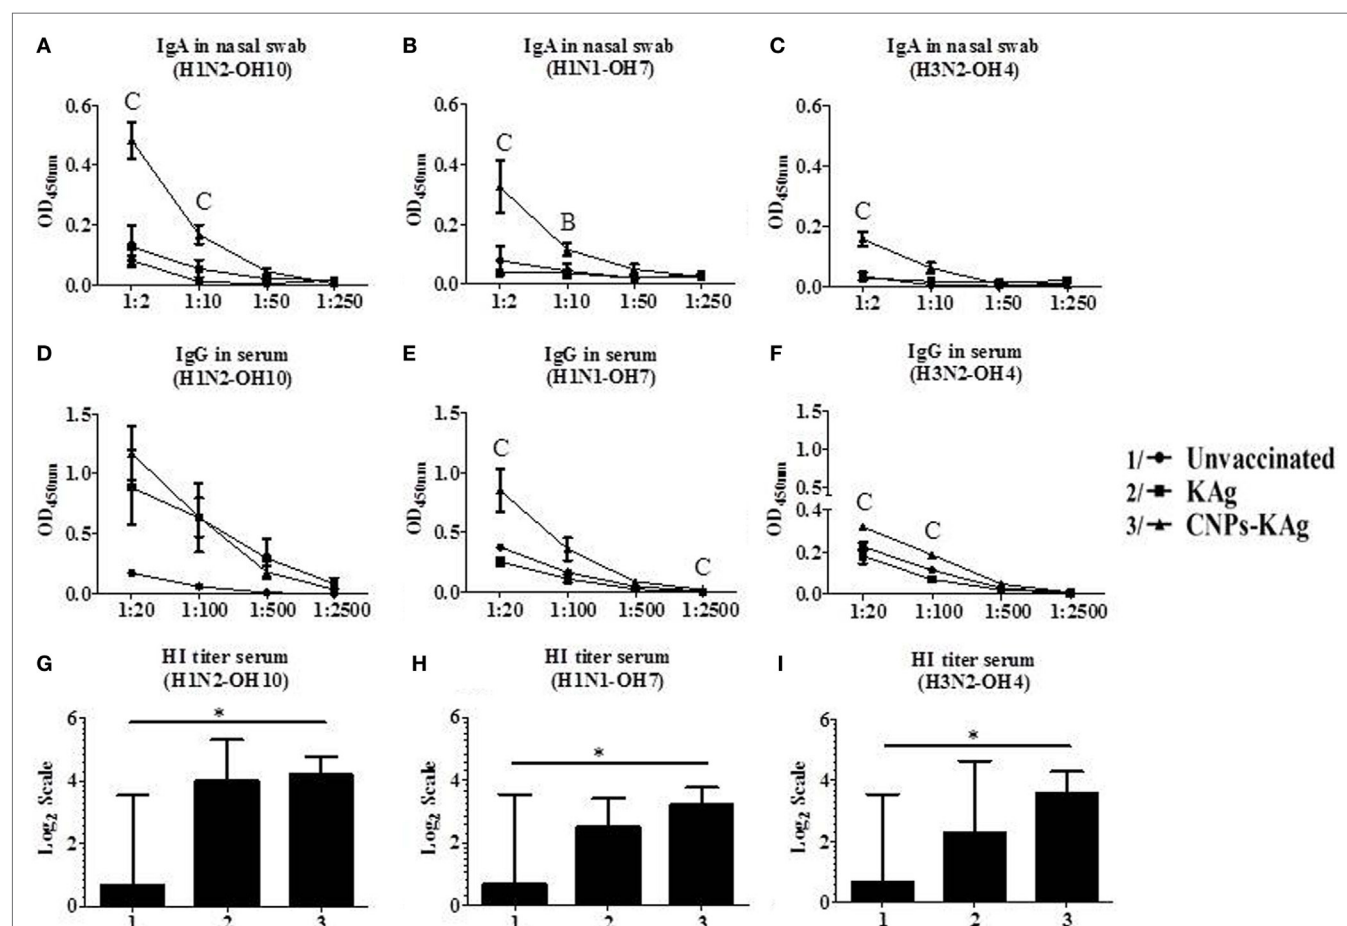 A
IgA in nasal swab
(H1N2-OH10)
OD450nm
0.6
0.4
0.2
0.0
C
C
1:2 1:10 1:50 1:250
B
IgA in nasal swab
(H1N1-OH7)
OD450nm
0.6
0.4
0.2
0.0
C
B
1:2 1:10 1:50 1:250
C
IgA in nasal swab
(H3N2-OH4)
OD450nm
0.6
0.4
0.2
0.0
C
1:2 1:10 1:50 1:250
D
IgG in serum
(H1N2-OH10)
OD450nm
1.5
1.0
0.5
0.0
1:20 1:100 1:500 1:2500
E
IgG in serum
(H1N1-OH7)
OD450nm
1.5
1.0
0.5
0.0
C
C
1:20 1:100 1:500 1:2500
F
IgG in serum
(H3N2-OH4)
OD450nm
1.5
1.0
0.5
0.4
0.2
0.0
C
C
1:20 1:100 1:500 1:2500
1/ Unvaccinated
2/ KAg
3/ CNPs-KAg
G
HI titer serum
(H1N2-OH10)
Log2 Scale
6
4
2
0
*
1 2 3
H
HI titer serum
(H1N1-OH7)
Log2 Scale
6
4
2
0
*
1 2 3
I
HI titer serum
(H3N2-OH4)
Log2 Scale
6
4
2
0
*
1 2 3